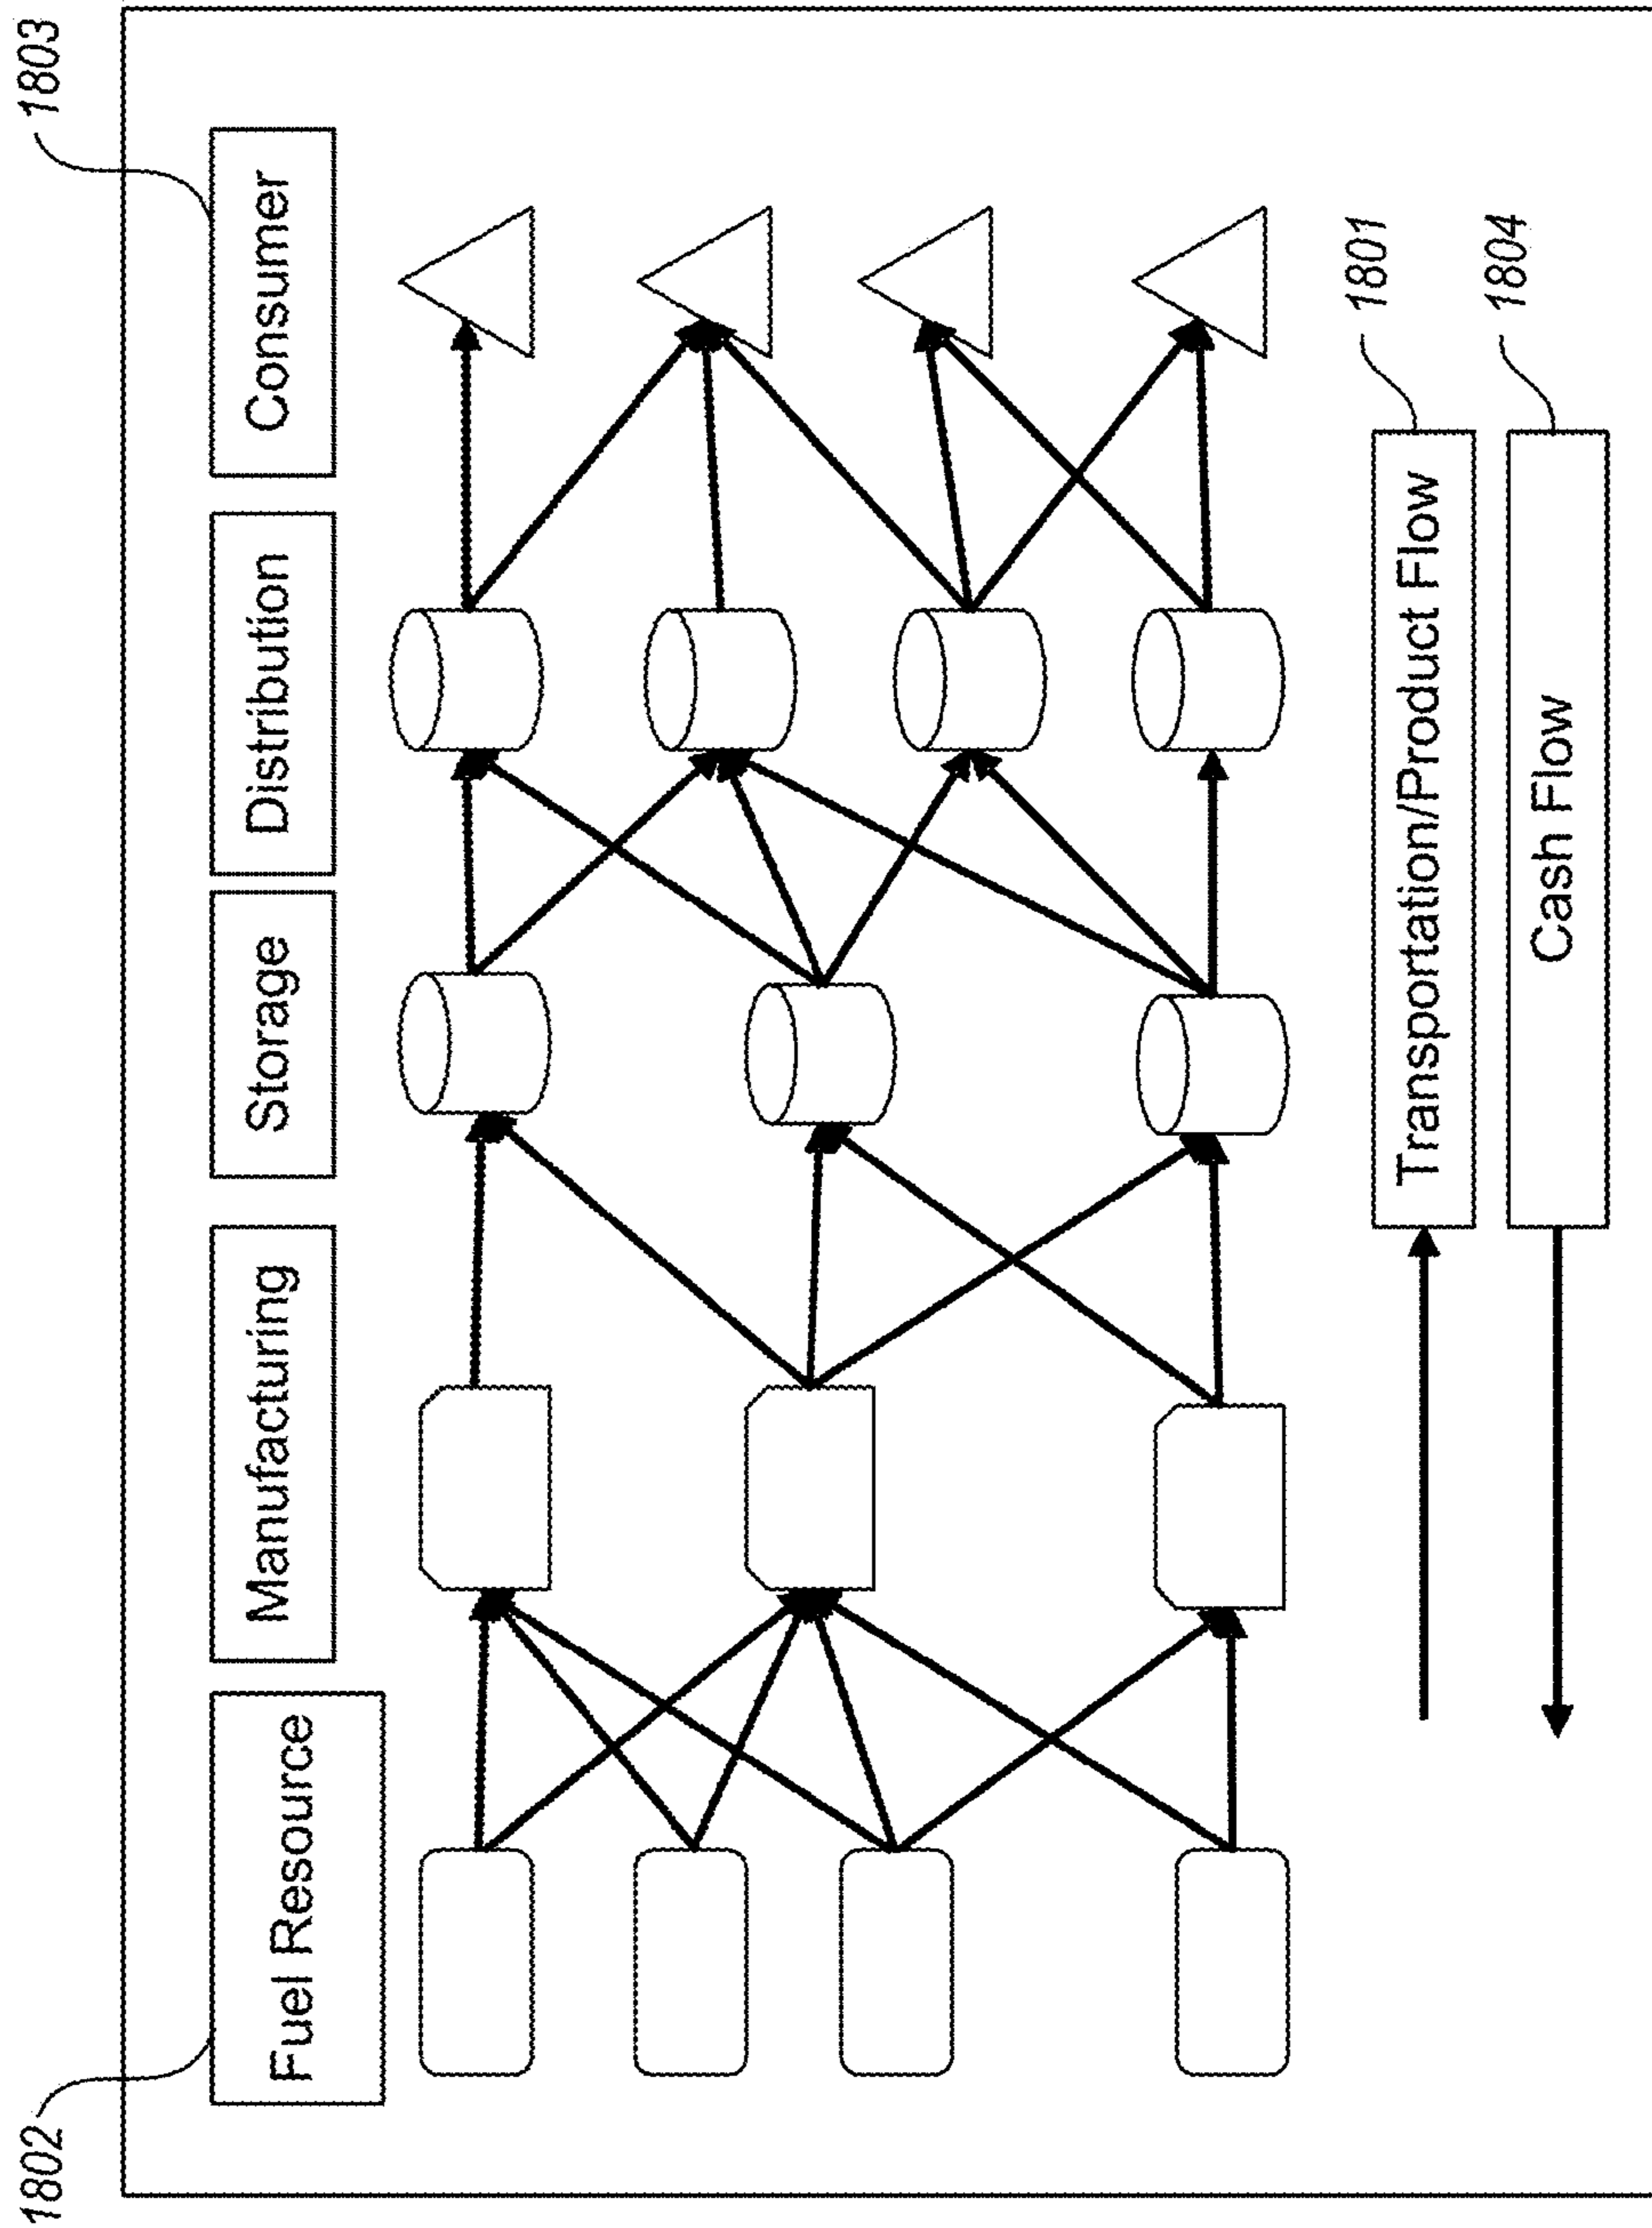 1802
1803
Fuel Resource
Manufacturing
Storage
Distribution
Consumer
1801
Transportation/Product Flow
1804
Cash Flow